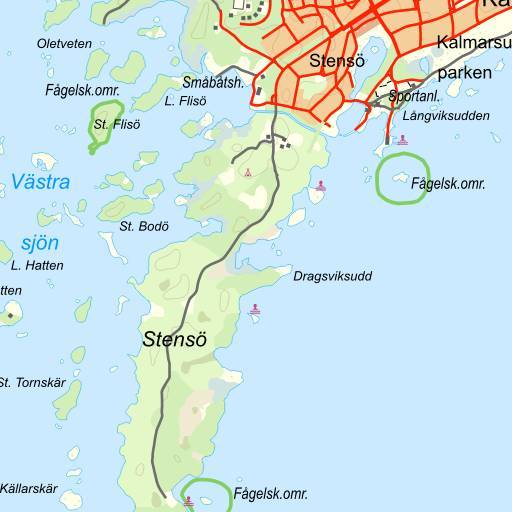 Ka
Oletveten
Kalmarsu
Stensö
parken
Småbåtsh.
Fågelsk.omr.
L. Flisö
Sportanl.
St. Flisö
Långviksudden
Västra
Fågelsk.omr.
St. Bodö
sjön
L. Hatten
Dragsviksudd
tten
Stensö
St. Tornskär
Källarskär
Fågelsk.omr.